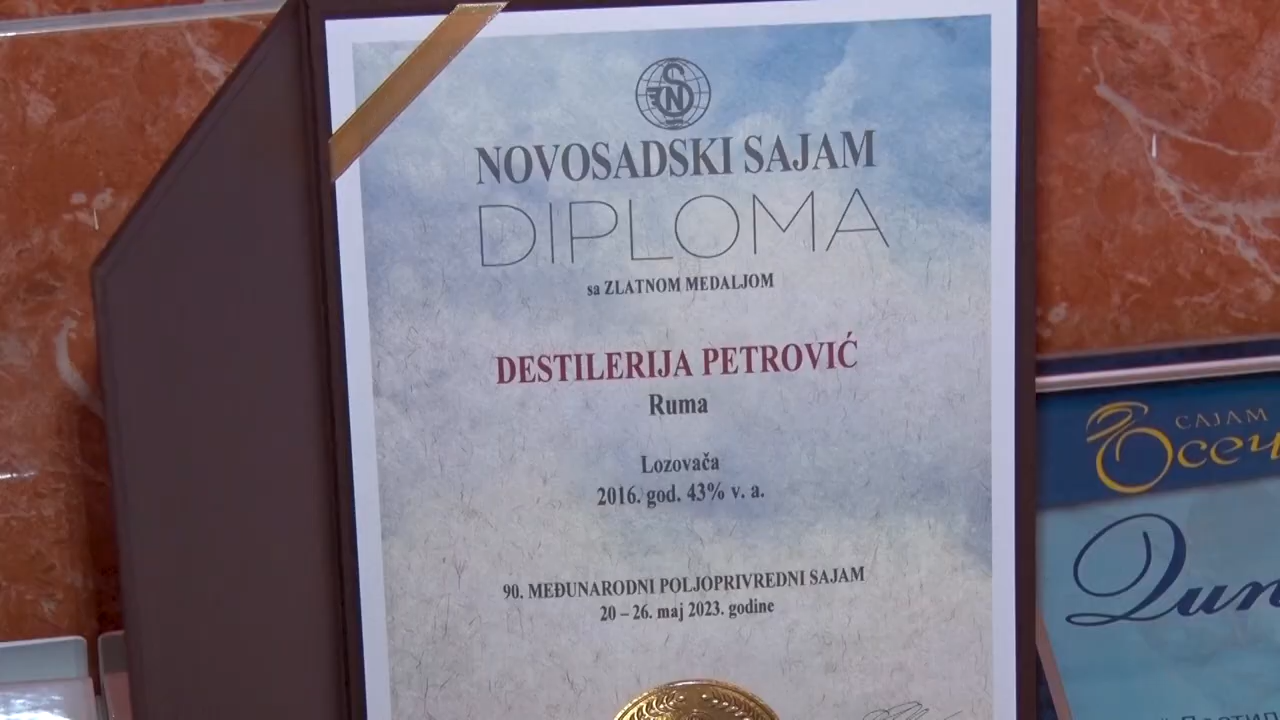 NOVOSADSKI SAJAM
DIPLOMA
sa ZLATNOM MEDALJOM
DESTILERIJA PETROVIĆ
Ruma
Lozovača
2016. god. 43% v. a.
90. MEĐUNARODNI POLJOPRIVREDNI SAJAM
20 – 26. maj 2023. godine
САЈАМ